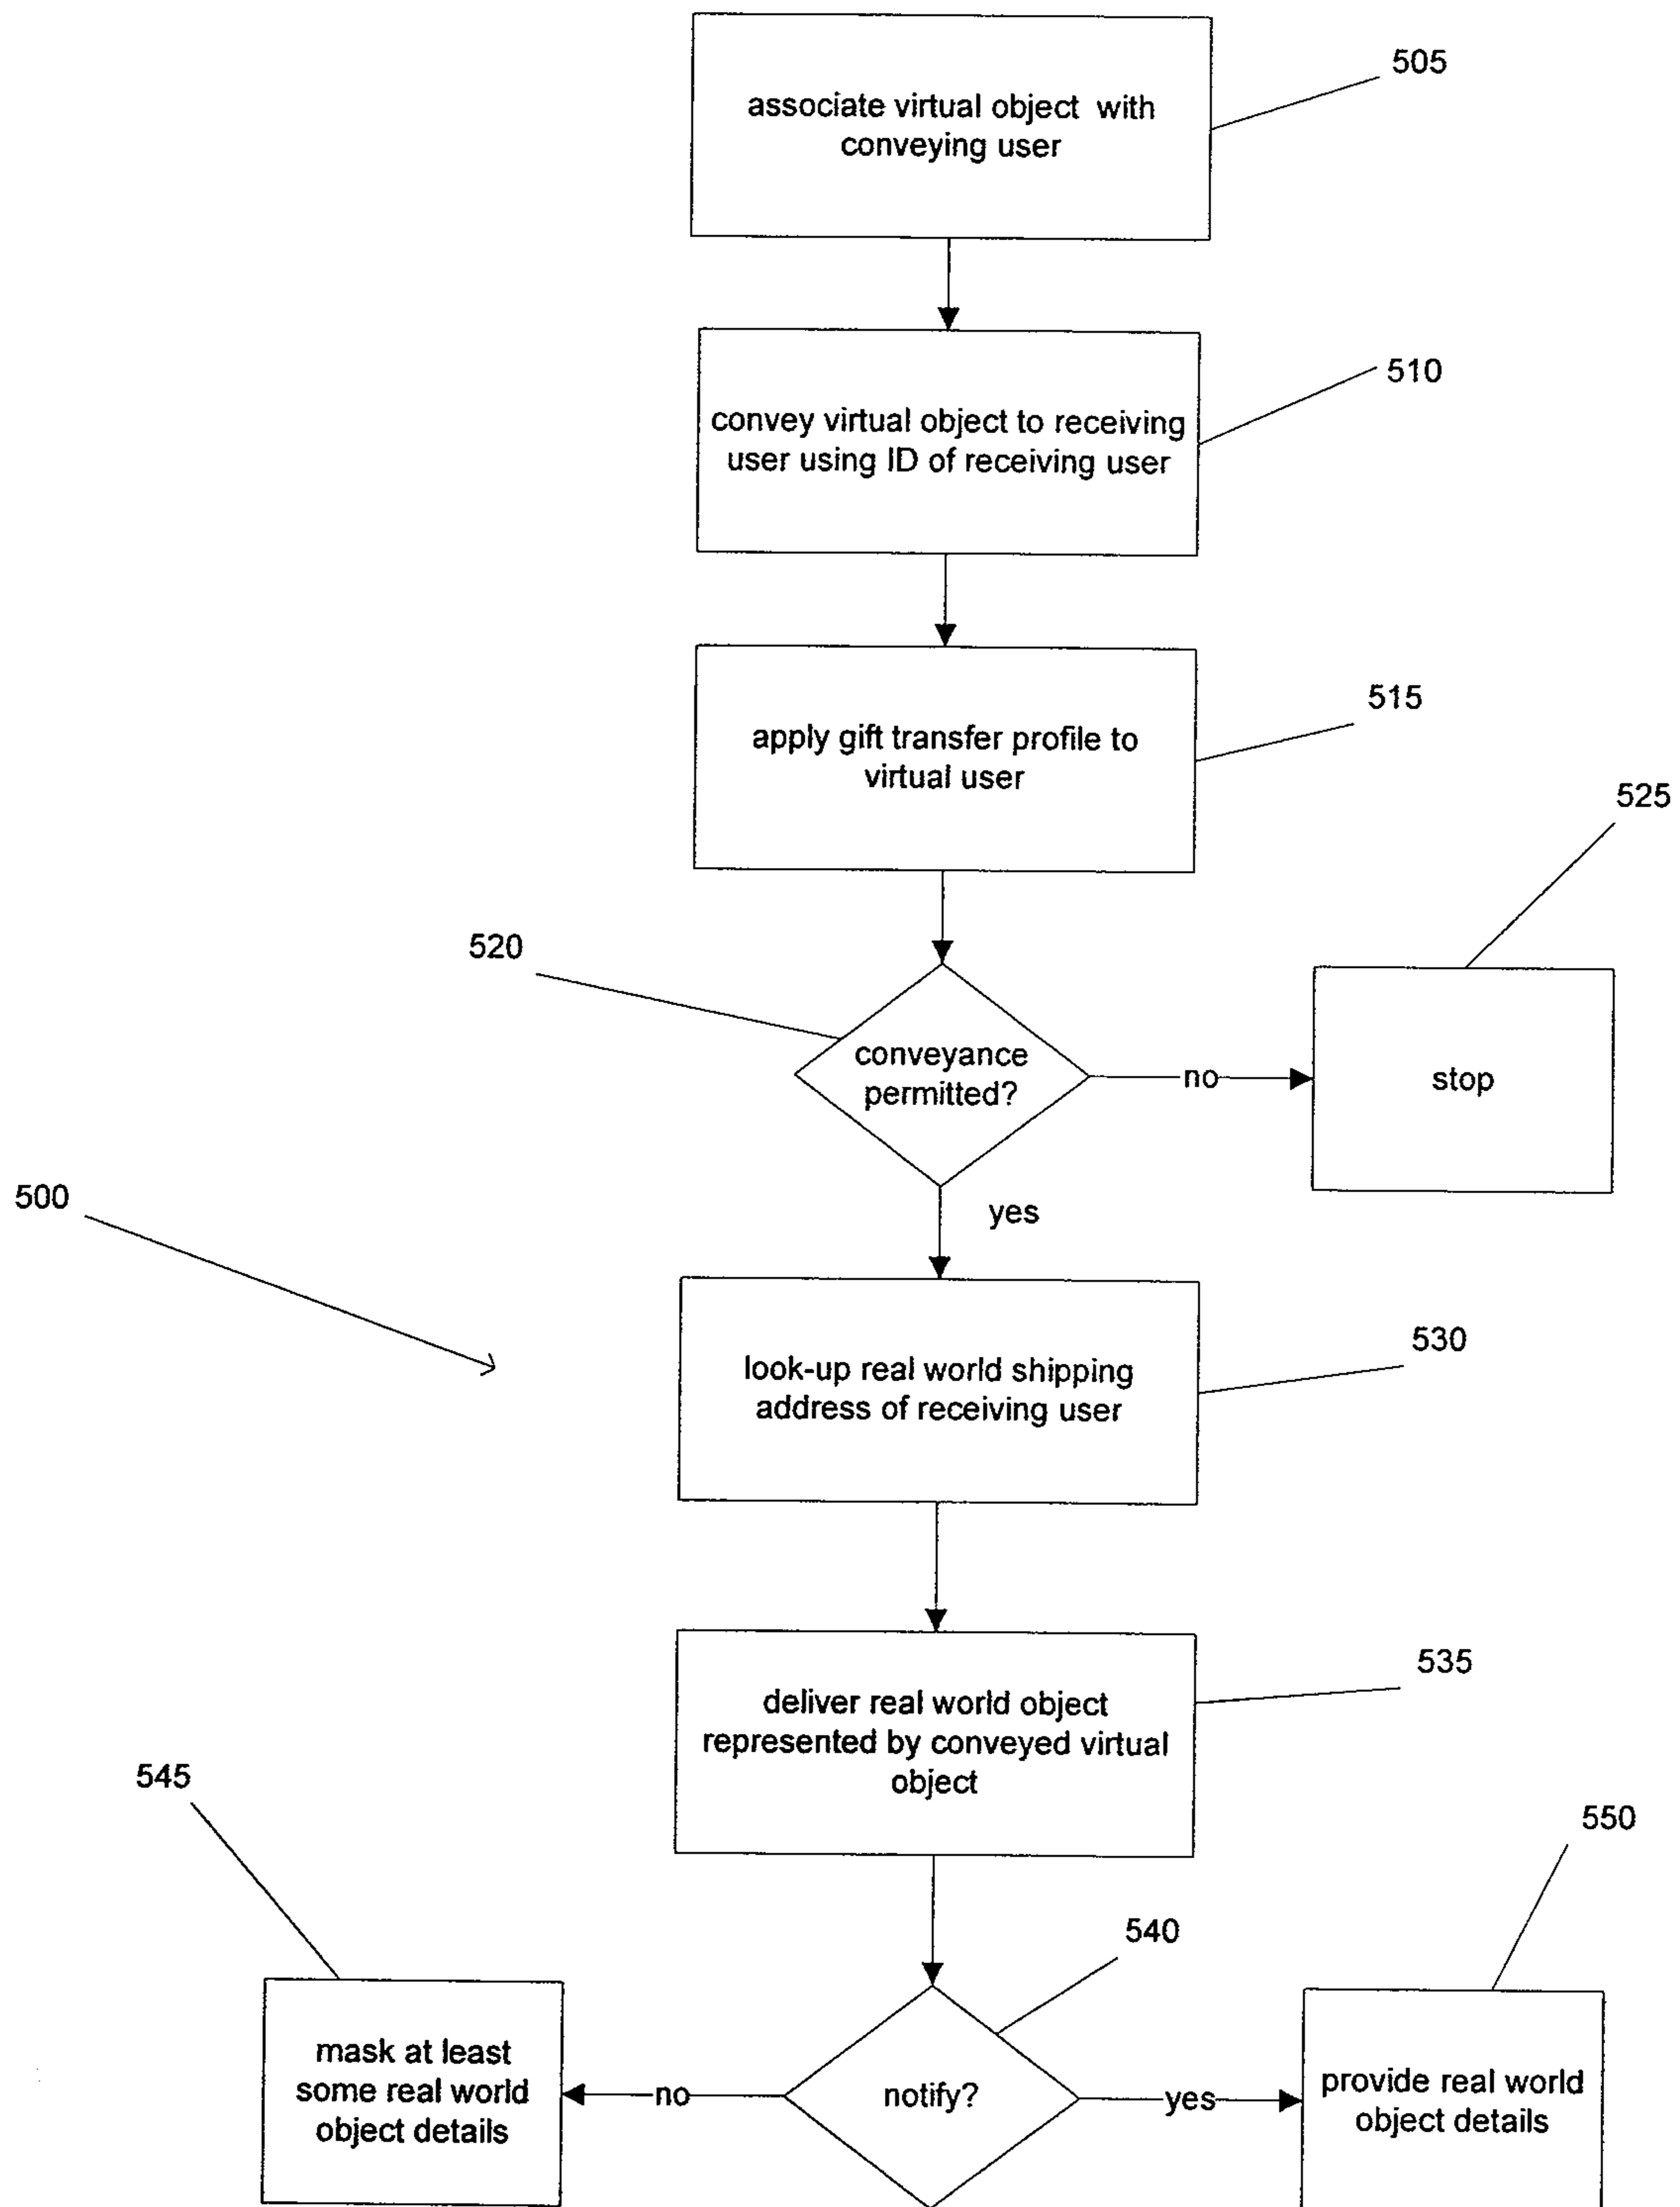 505
associate virtual object with
conveying user
510
convey virtual object to receiving
user using ID of receiving user
515
apply gift transfer profile to
virtual user
525
520
conveyance
permitted?
no
stop
500
yes
530
look-up real world shipping
address of receiving user
535
deliver real world object
represented by conveyed virtual
object
545
550
540
mask at least
some real world
object details
no
notify?
yes
provide real world
object details